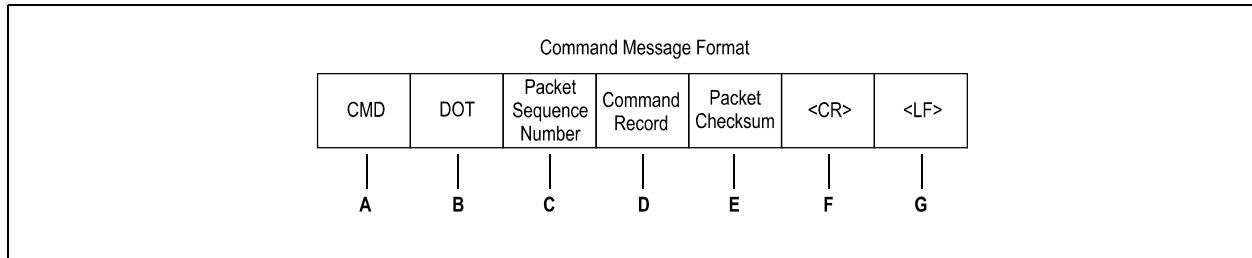 Command Message Format
CMD
DOT
Packet
Sequence
Number
Command
Record
Packet
Checksum
<CR>
<LF>
A
B
C
D
E
F
G